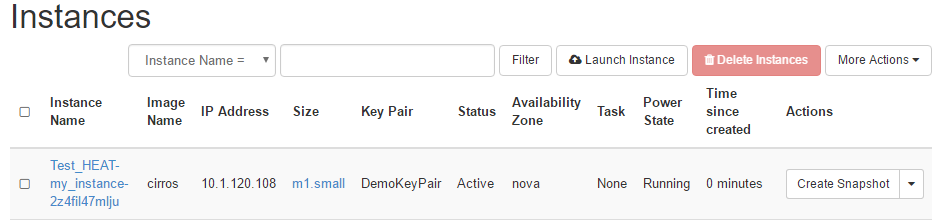 Instances
Instance Name = Filter Launch Instance Delete Instances More Actions
Instance Name Image Name IP Address Size Key Pair Status Availability Zone Task Power State Time since created Actions
Test_HEAT-my_instance-2z4fil47mlju cirros 10.1.120.108 m1.small DemoKeyPair Active nova None Running 0 minutes Create Snapshot